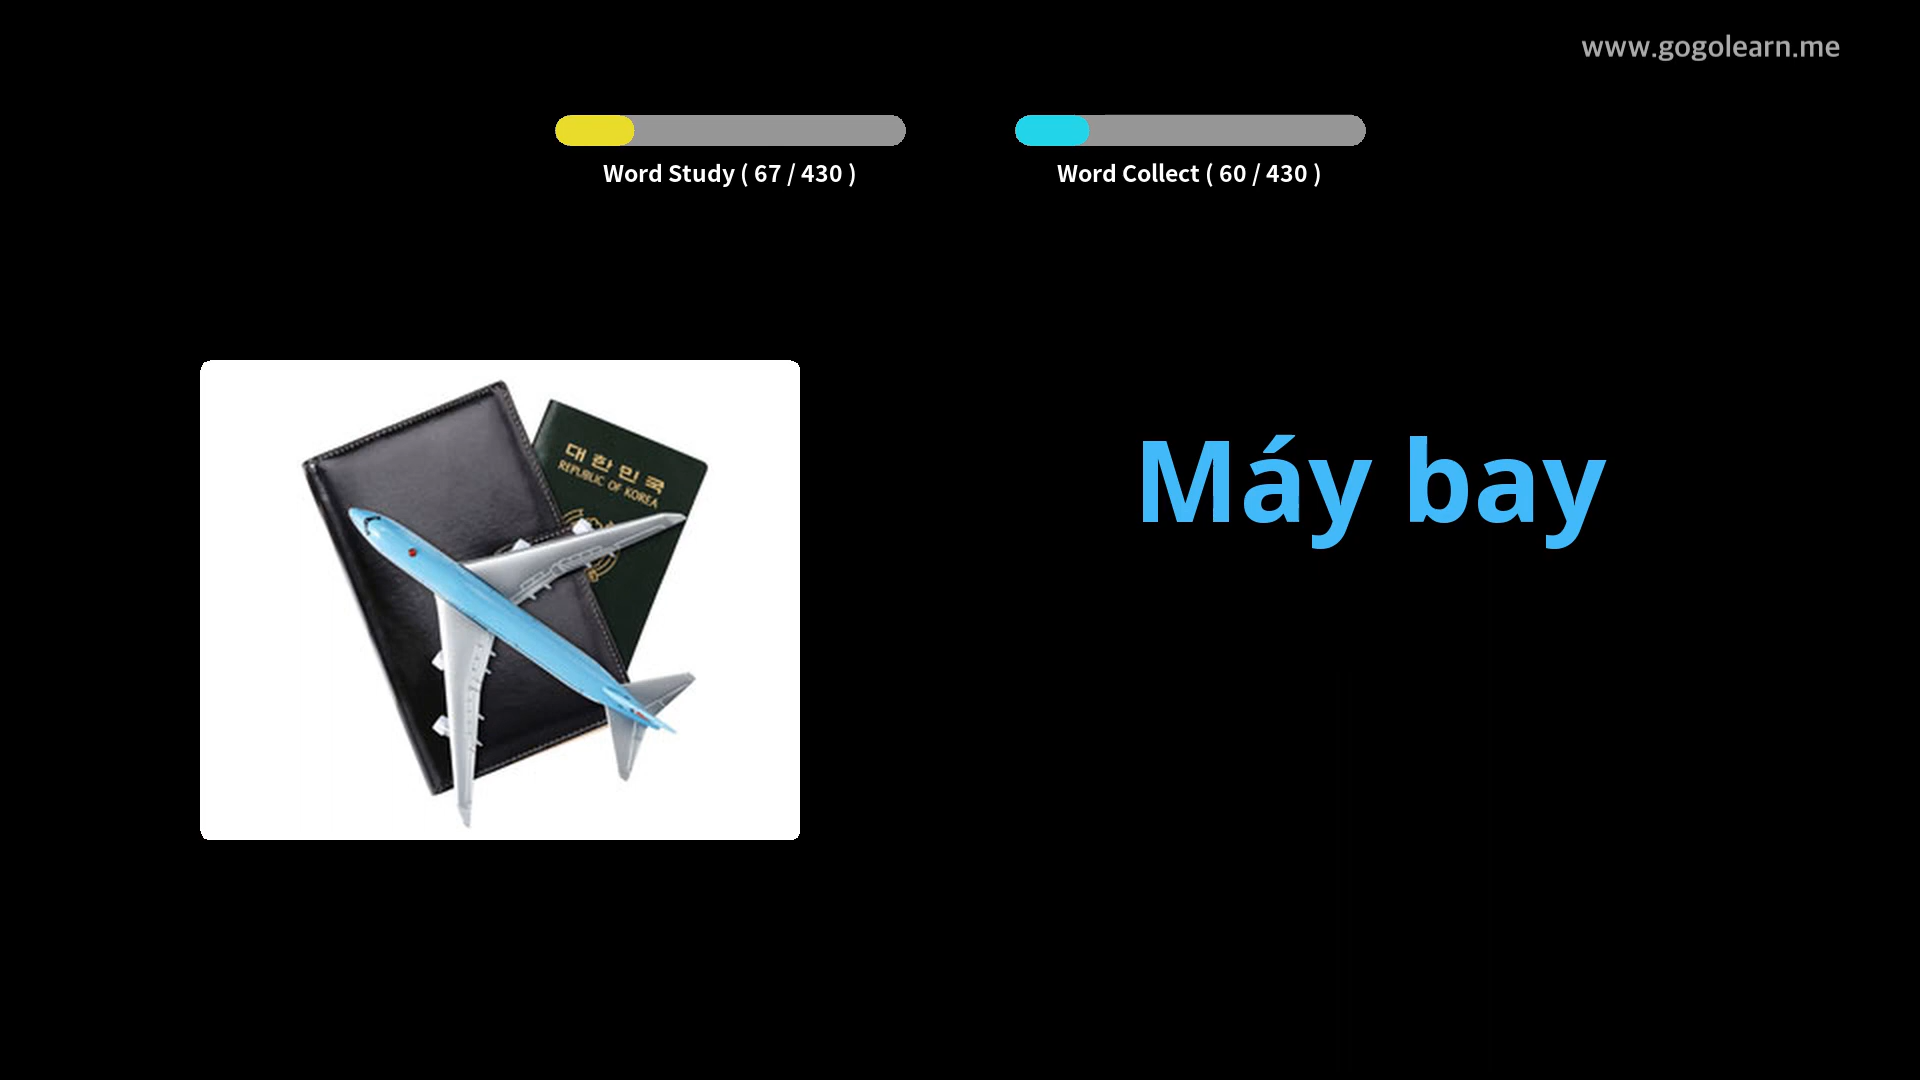 www.gogolearn.me
Word Study ( 67 / 430 )
Word Collect ( 60 / 430 )
대한민국
REPUBLIC OF KOREA
Máy bay